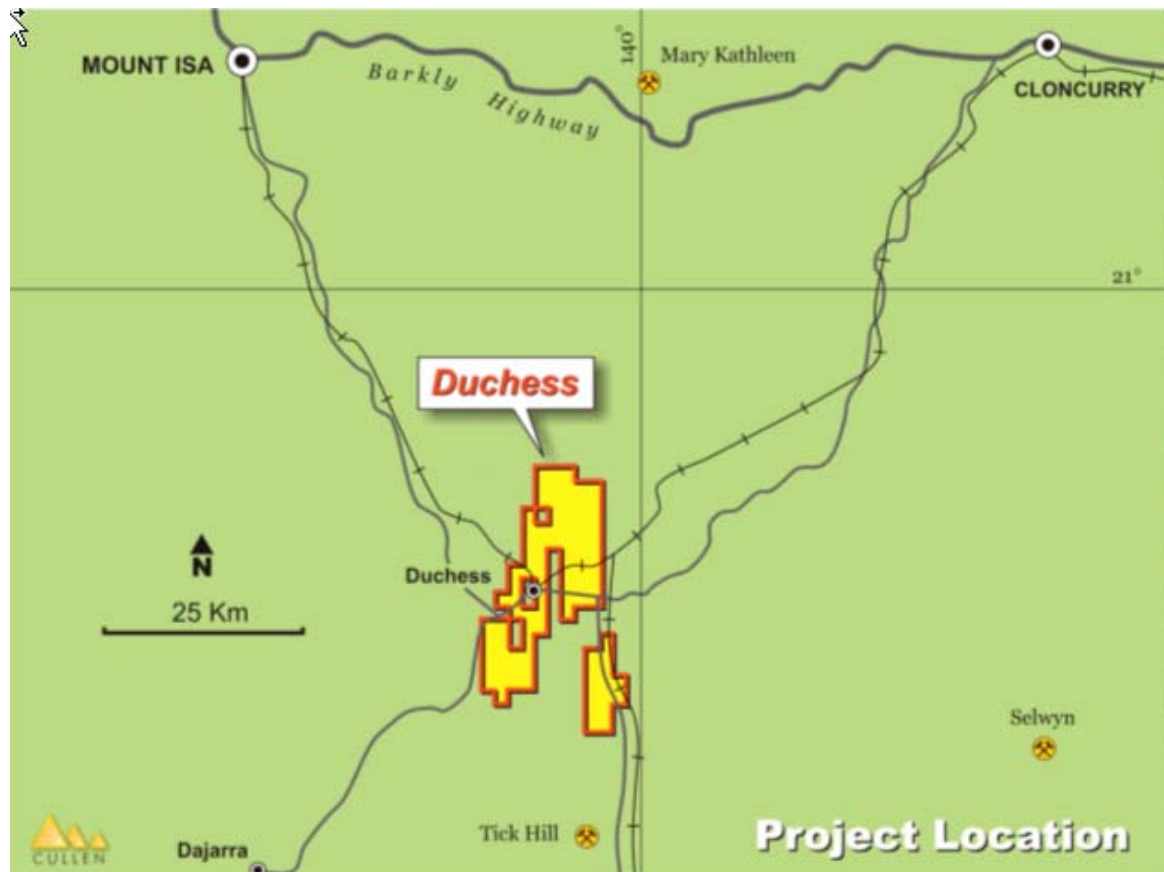 MOUNT ISA
Barkly Highway
140°
Mary Kathleen
CLONCURRY
21°
Duchess
Duchess
N
25 Km
Selwyn
Tick Hill
Project Location
CULLEN
Dajarra